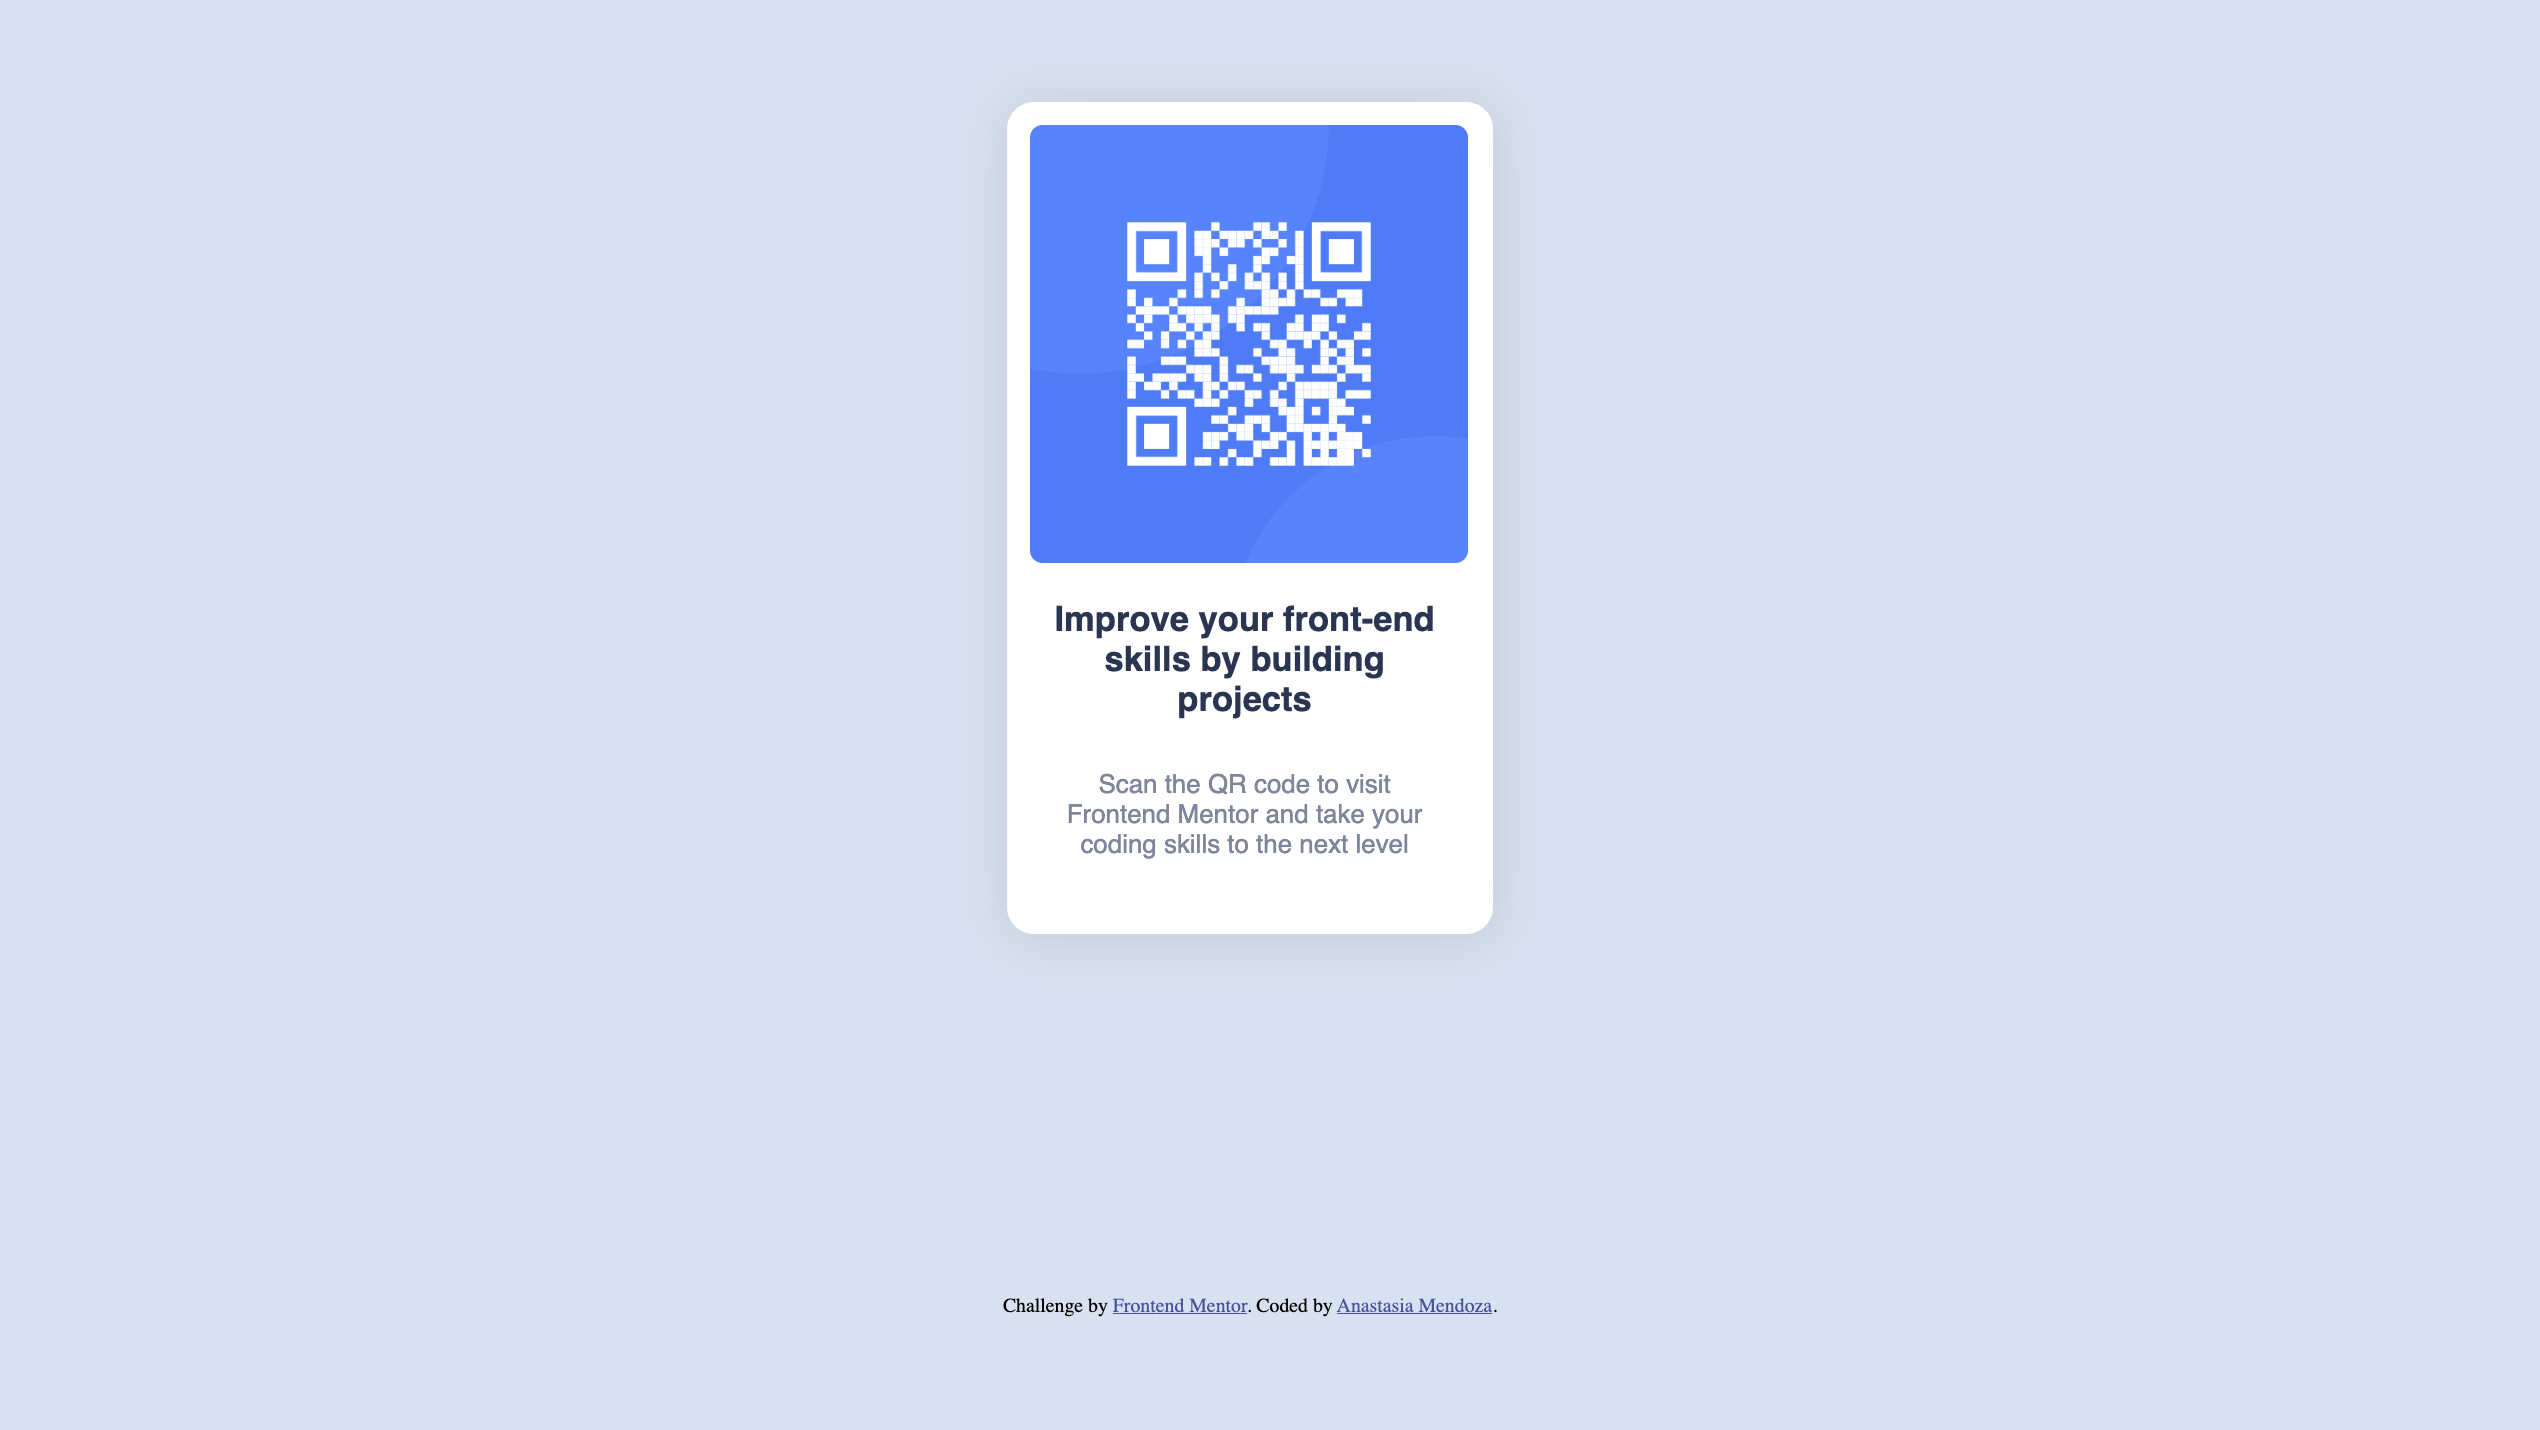 Improve your front-end
skills by building
projects
Scan the QR code to visit
Frontend Mentor and take your
coding skills to the next level
Challenge by Frontend Mentor. Coded by Anastasia Mendoza.